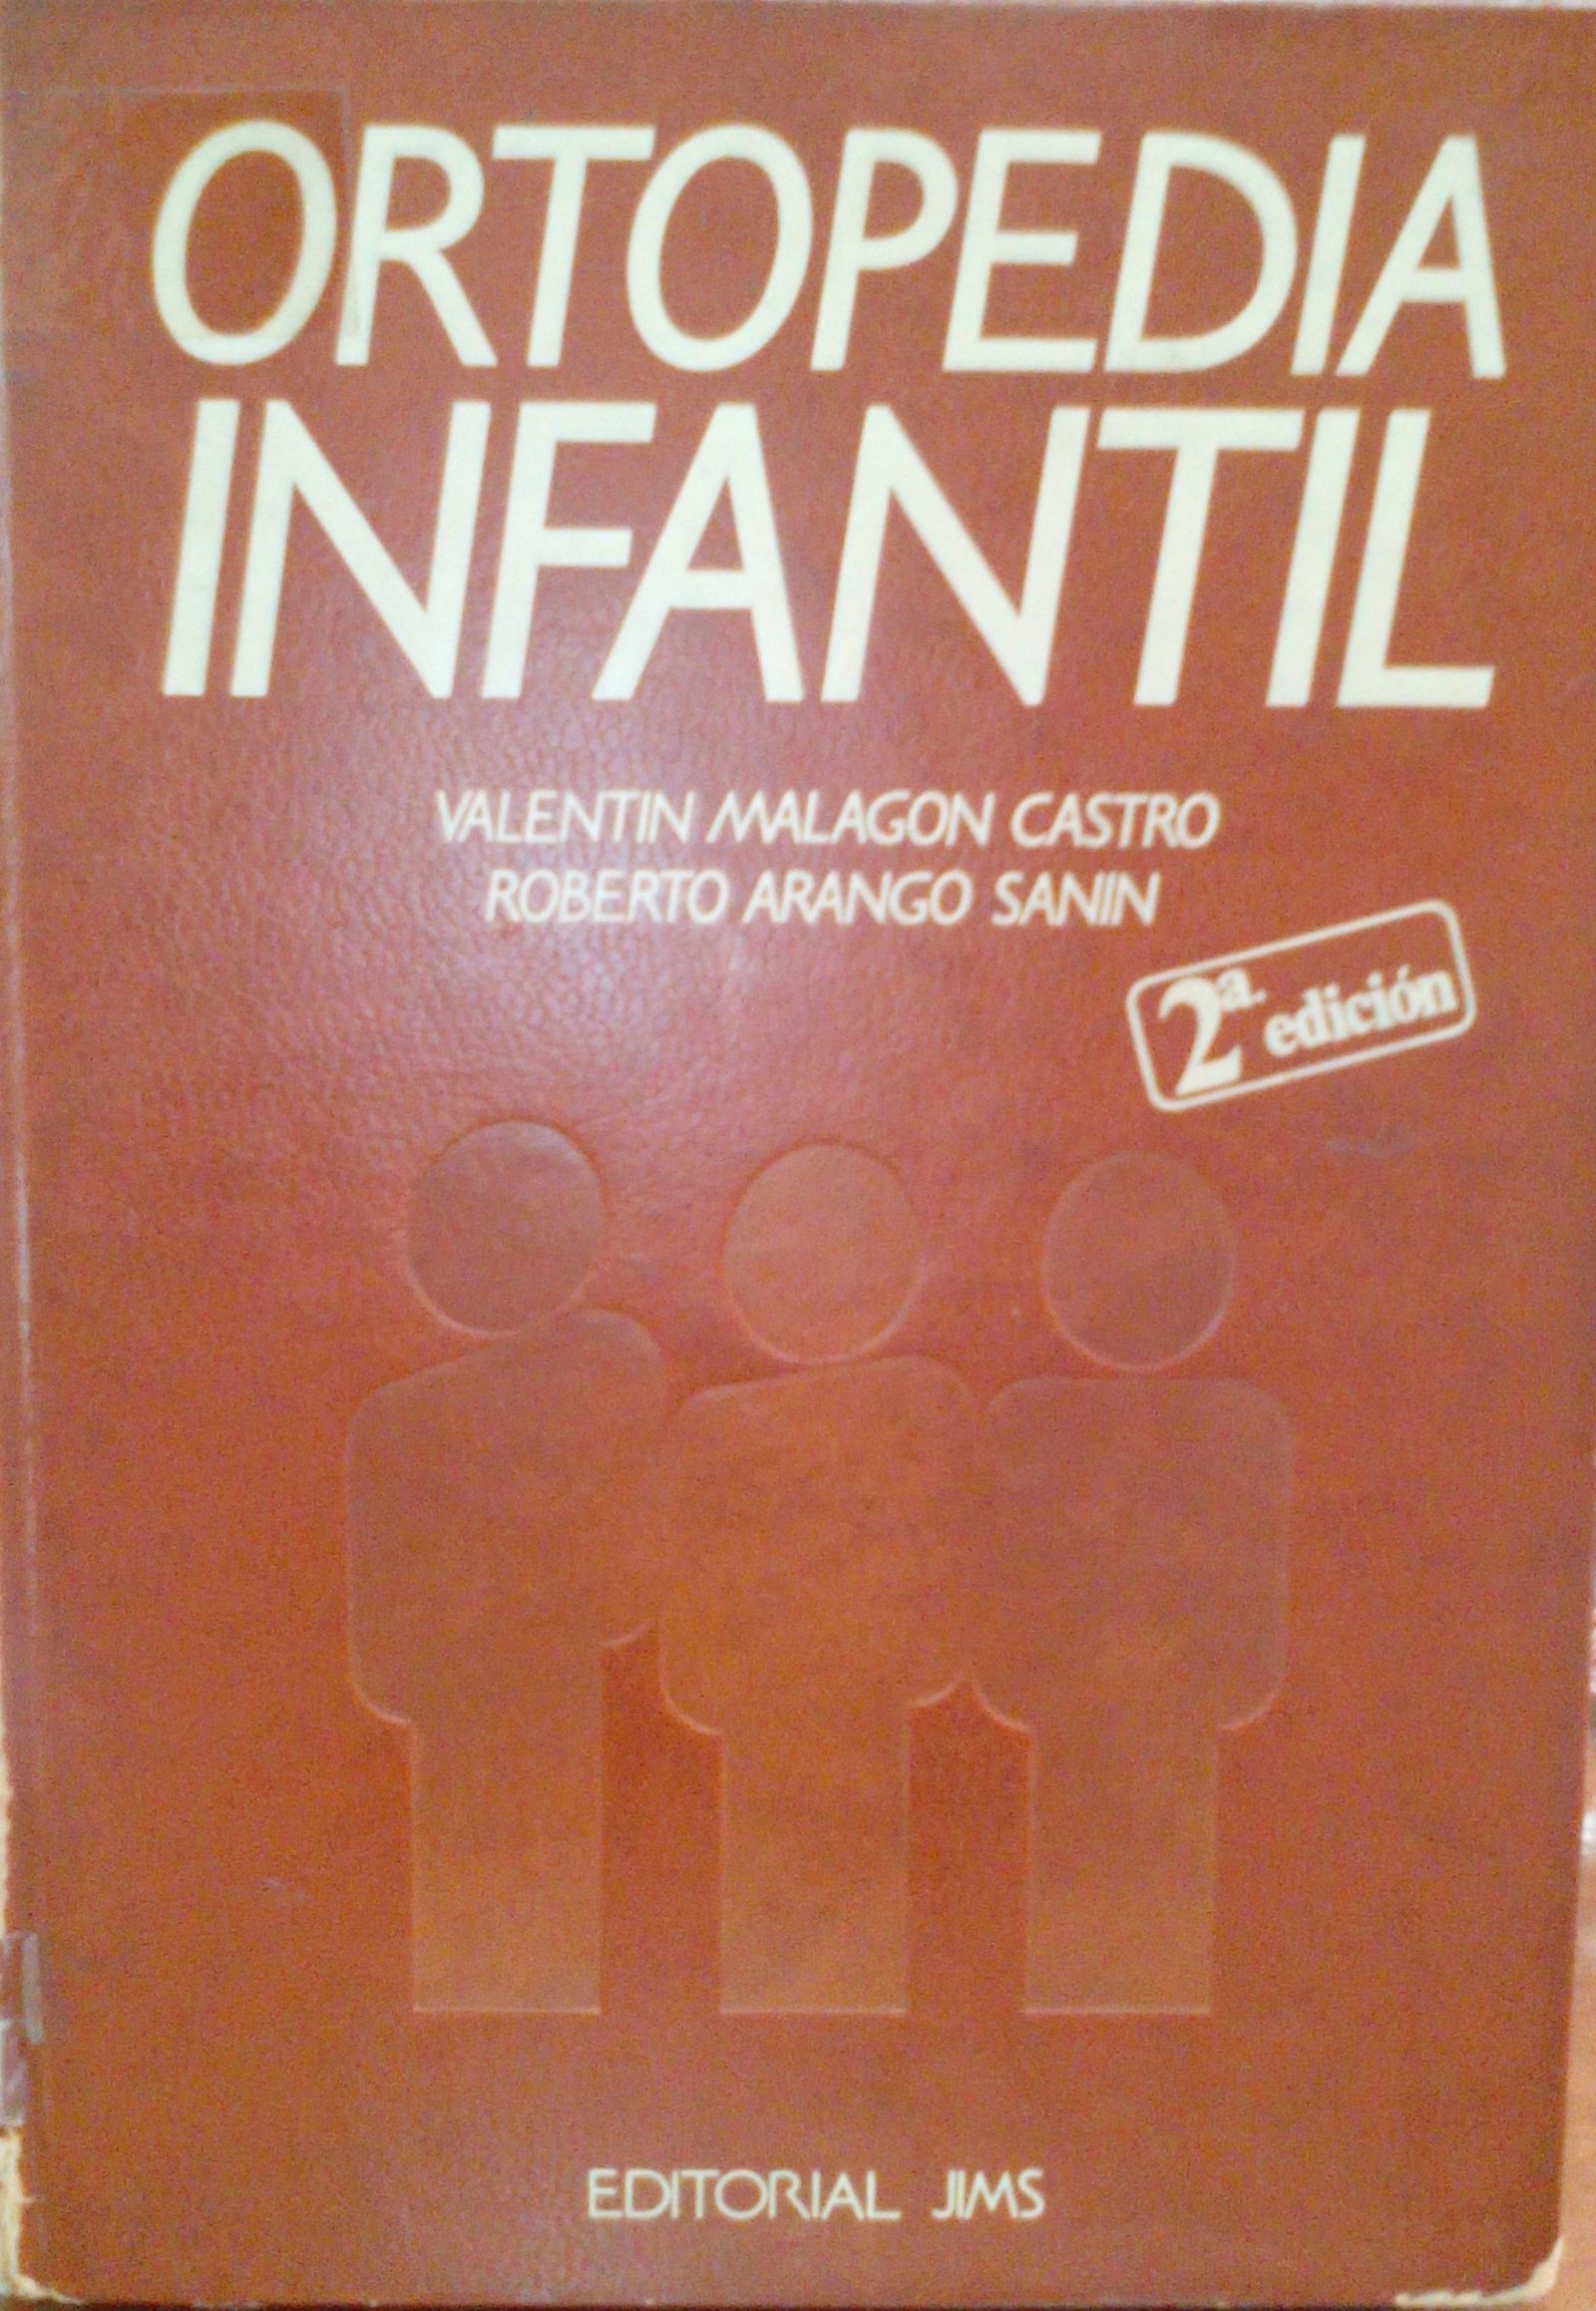 ORTOPEDIA
INFANTIL
VALENTIN MALAGON CASTRO
ROBERTO ARANGO SANIN
2a. edición
EDITORIAL JIMS